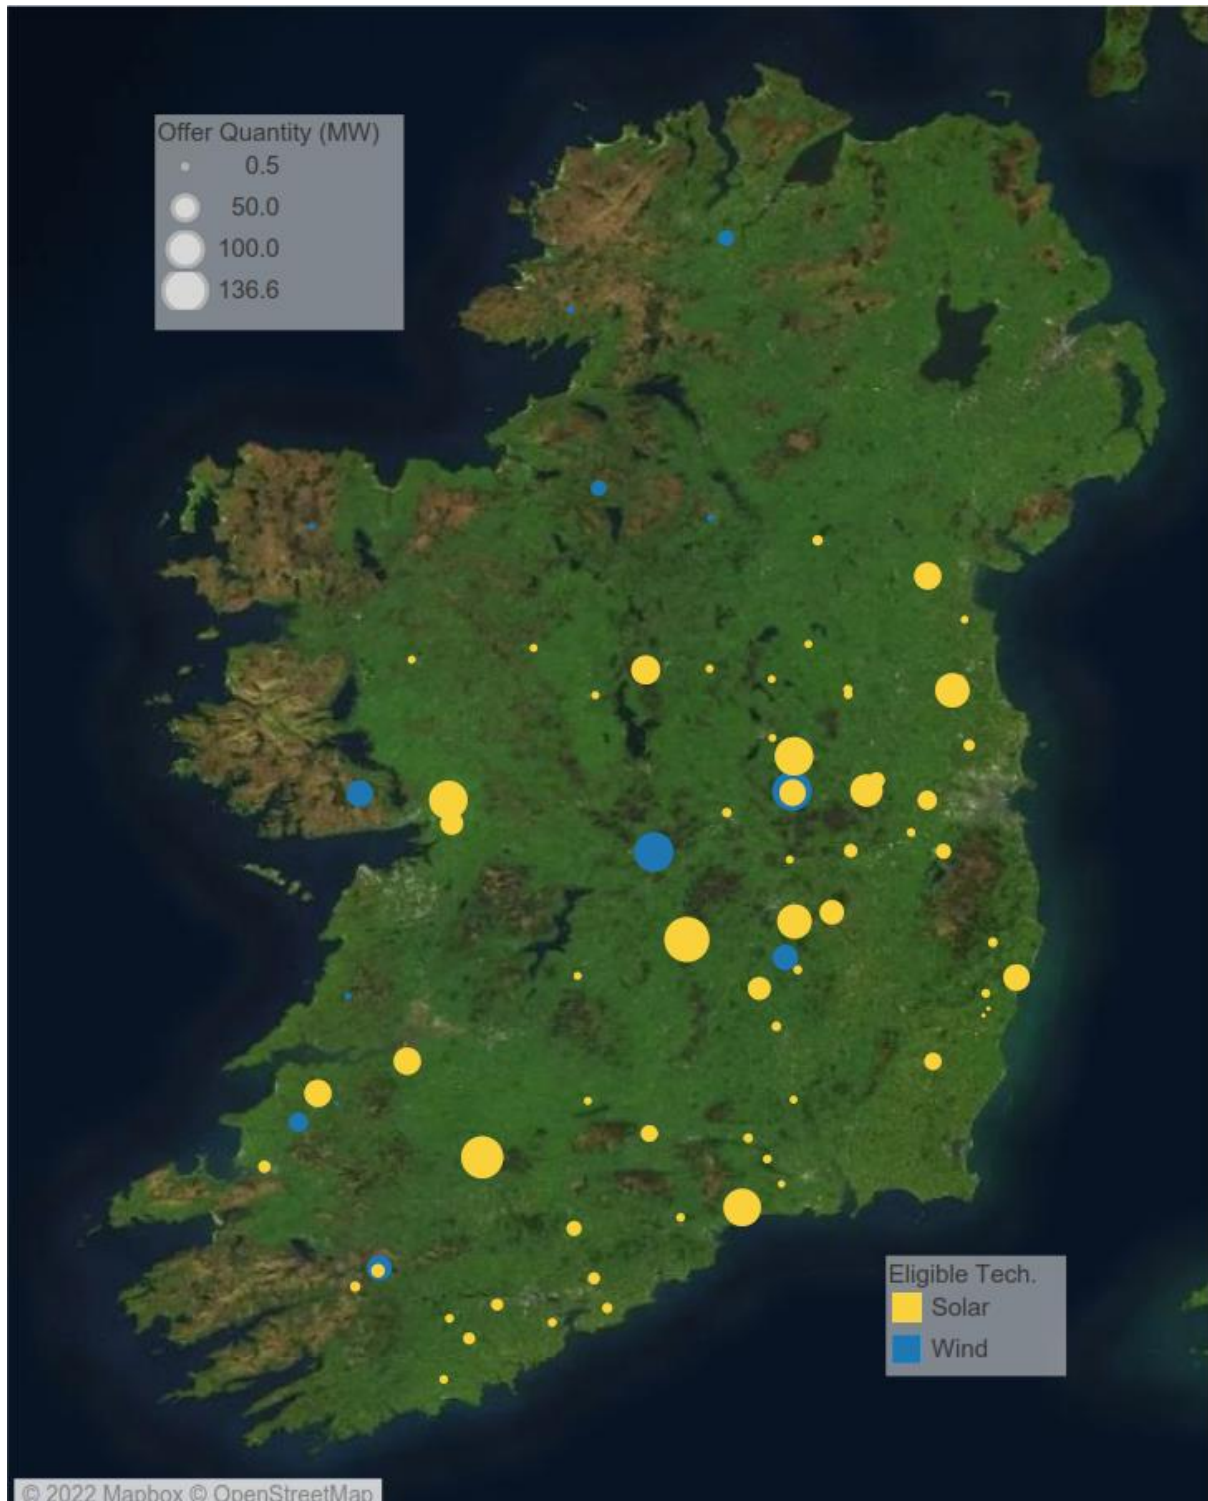 Offer Quantity (MW)
0.5
50.0
100.0
136.6
Eligible Tech.
Solar
Wind
© 2022 Mapbox © OpenStreetMap